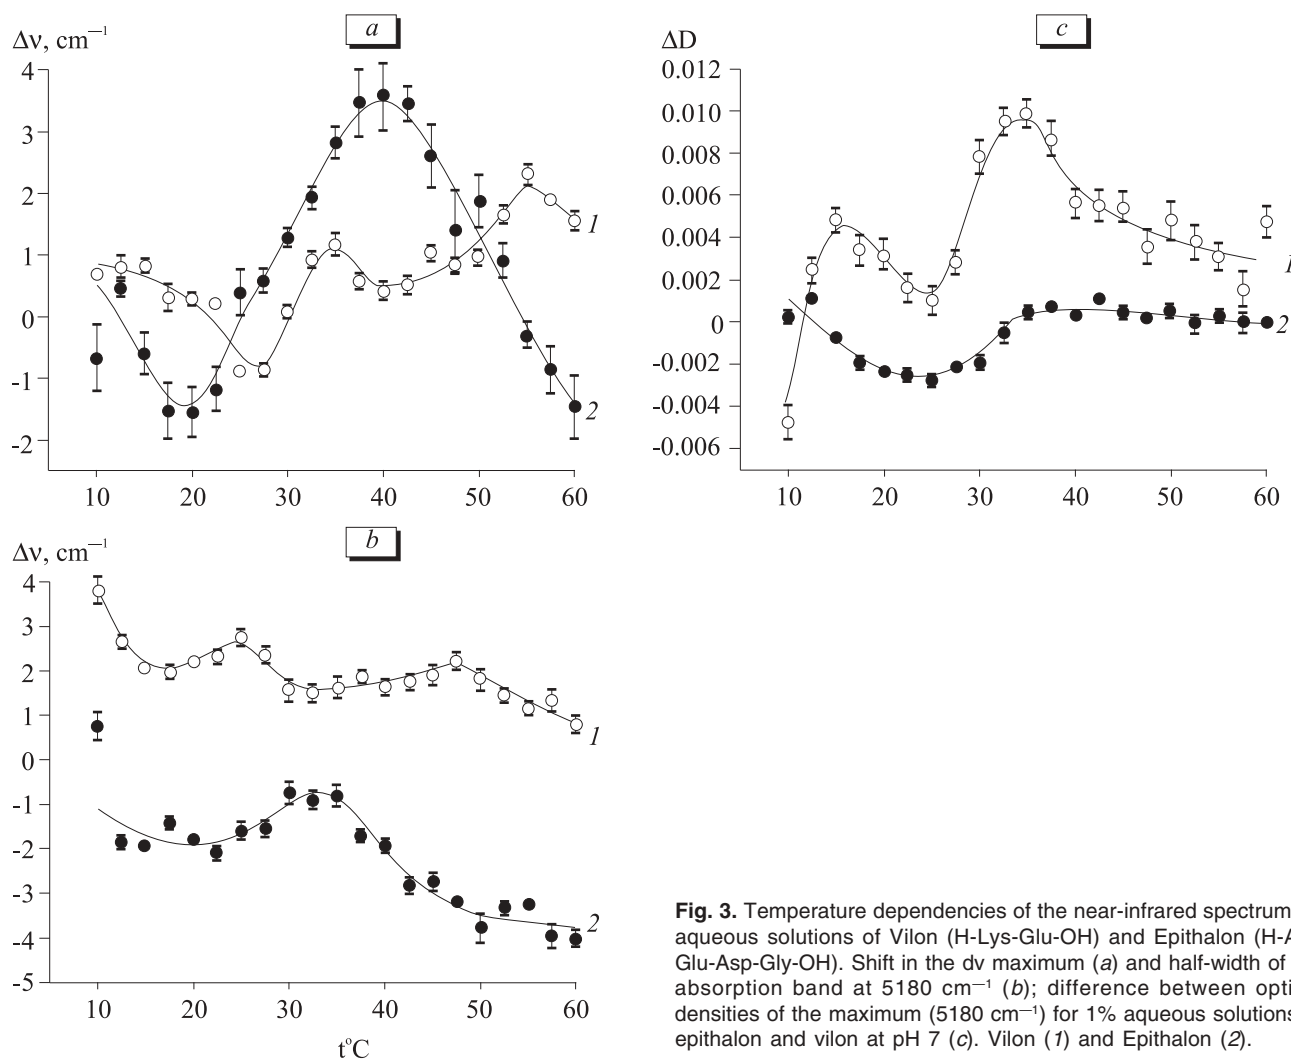 a
Δν, cm⁻¹
4
3
2
1
0
-1
-2
1
2
10 20 30 40 50 60
c
ΔD
0.012
0.010
0.008
0.006
0.004
0.002
0
-0.002
-0.004
-0.006
1
2
10 20 30 40 50 60
b
Δν, cm⁻¹
4
3
2
1
0
-1
-2
-3
-4
-5
1
2
10 20 30 40 50 60
t°C
Fig. 3. Temperature dependencies of the near-infrared spectrum
aqueous solutions of Vilon (H-Lys-Glu-OH) and Epithalon (H-A
Glu-Asp-Gly-OH). Shift in the dv maximum (a) and half-width of
absorption band at 5180 cm⁻¹ (b); difference between opti
densities of the maximum (5180 cm⁻¹) for 1% aqueous solutions
epithalon and vilon at pH 7 (c). Vilon (1) and Epithalon (2).